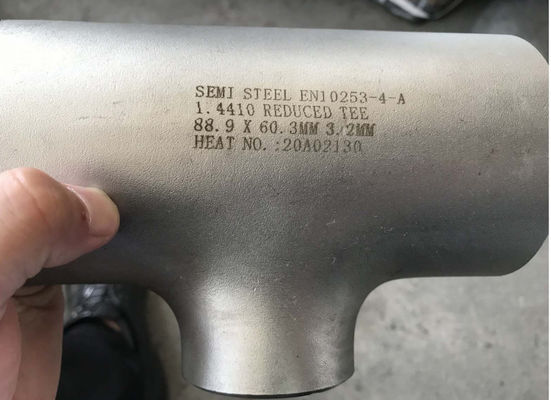 SEMI STEEL EN10253-4-A
1.4410 REDUCED TEE
88.9 X 60.3MM 3/2MM
HEAT NO.:20A02130